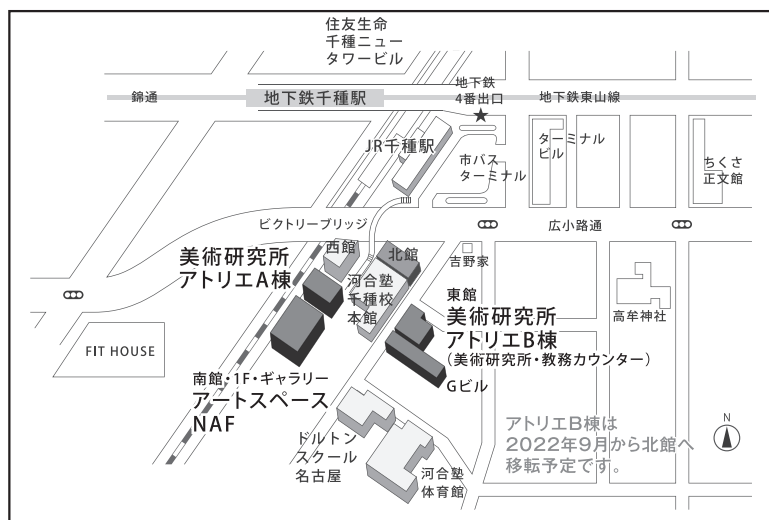 住友生命
千種ニュー
タワービル
錦通
地下鉄千種駅
地下鉄
4番出口
★
地下鉄東山線
JR千種駅
市バス
ターミナル
ターミナル
ビル
ちくさ
正文館
ビクトリーブリッジ
広小路通
西館
北館
吉野家
美術研究所
アトリエA棟
河合塾
千種校
本館
東館
美術研究所
アトリエB棟
(美術研究所・教務カウンター)
高牟神社
FIT HOUSE
Gビル
南館・1F・ギャラリー
アートスペース
NAF
ドルトン
スクール
名古屋
河合塾
体育館
アトリエB棟は
2022年9月から北館へ
移転予定です。
N